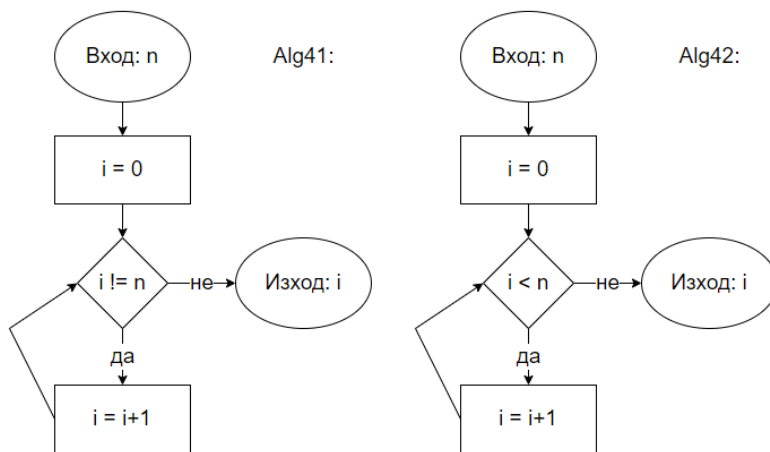 Вход: n
Alg41:
i = 0
i != n
не
Изход: i
да
i = i+1
Вход: n
Alg42:
i = 0
i < n
не
Изход: i
да
i = i+1